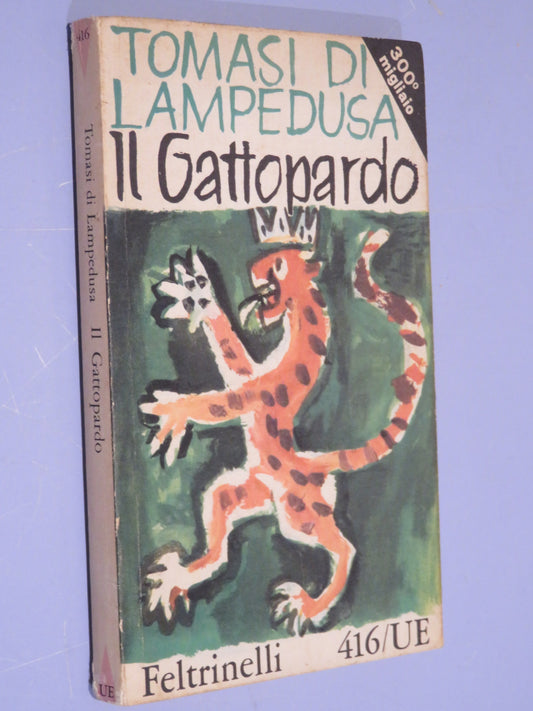 416
Tomasi di Lampedusa Il Gattopardo
UE
TOMASI DI
LAMPEDUSA
Il Gattopardo
300°
migliaio
Feltrinelli 416/UE